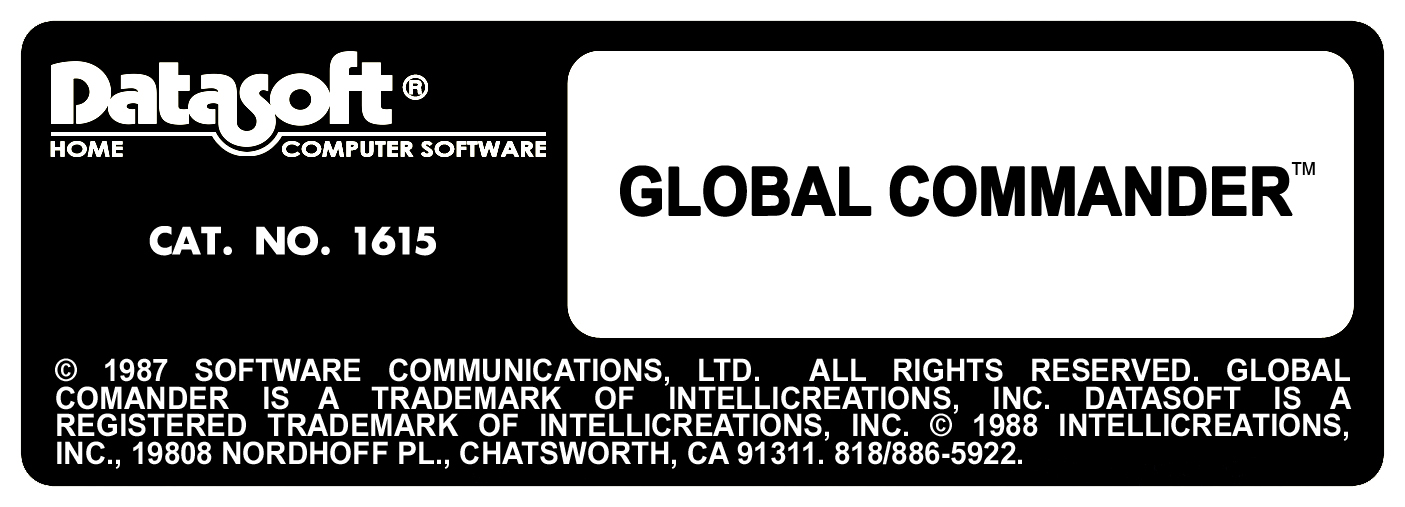 Datasoft®
HOME COMPUTER SOFTWARE
CAT. NO. 1615
GLOBAL COMMANDER™
© 1987 SOFTWARE COMMUNICATIONS, LTD. ALL RIGHTS RESERVED. GLOBAL
COMANDER IS A TRADEMARK OF INTELLICREATIONS, INC. DATASOFT IS A
REGISTERED TRADEMARK OF INTELLICREATIONS, INC. © 1988 INTELLICREATIONS,
INC., 19808 NORDHOFF PL., CHATSWORTH, CA 91311. 818/886-5922.